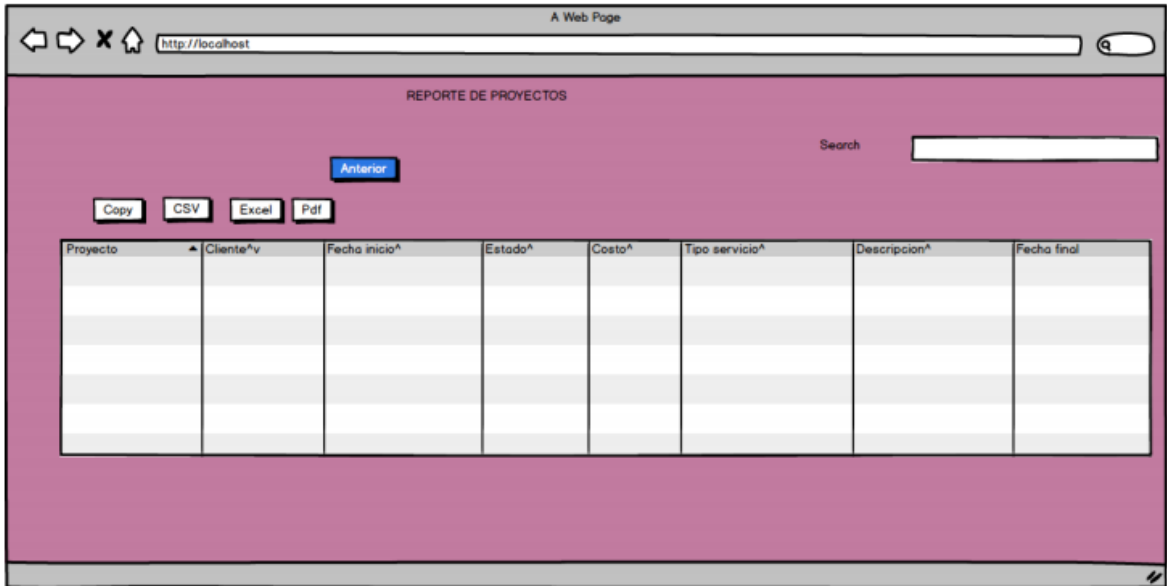 A Web Page
http://localhost
REPORTE DE PROYECTOS
Search
Anterior
Copy CSV Excel Pdf
Proyecto Cliente^v Fecha inicio^ Estado^ Costo^ Tipo servicio^ Descripcion^ Fecha final